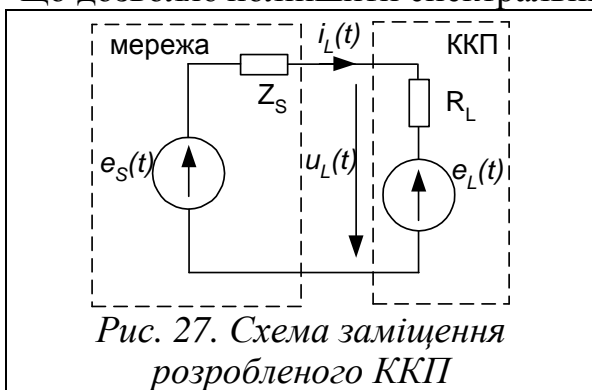 мережа
i_L(t)
ККП
Z_S
R_L
e_S(t)
u_L(t)
e_L(t)
Рис. 27. Схема заміщення
розробленого ККП